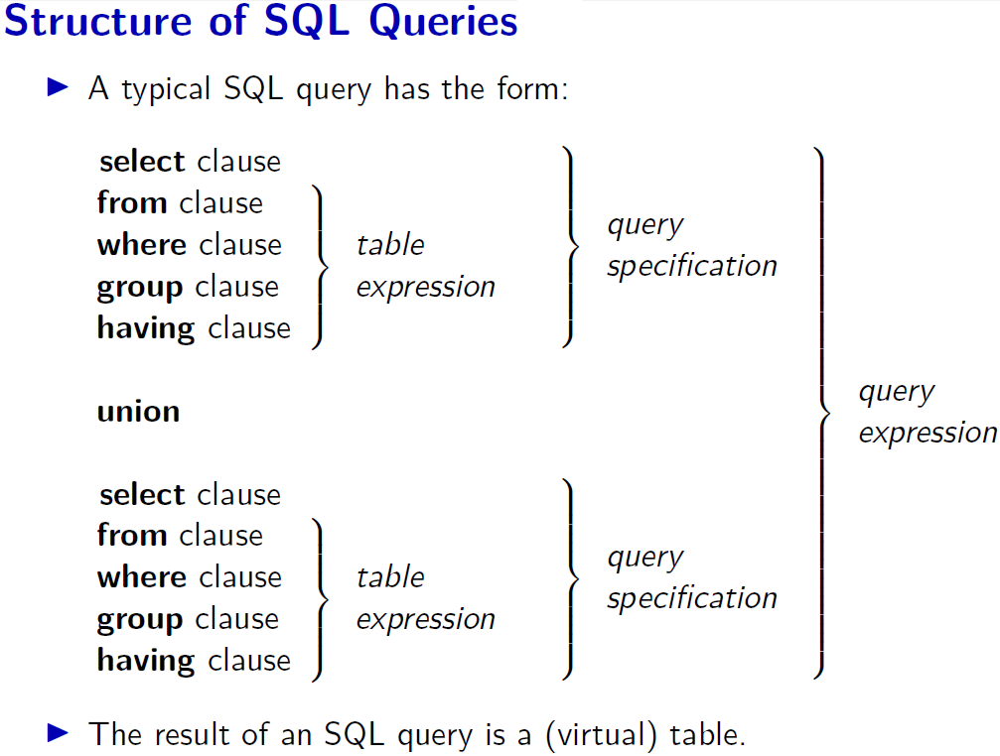 Structure of SQL Queries
▶ A typical SQL query has the form:
select clause
from clause
where clause
group clause
having clause
table
expression
query
specification
union
select clause
from clause
where clause
group clause
having clause
table
expression
query
specification
query
expression
▶ The result of an SQL query is a (virtual) table.